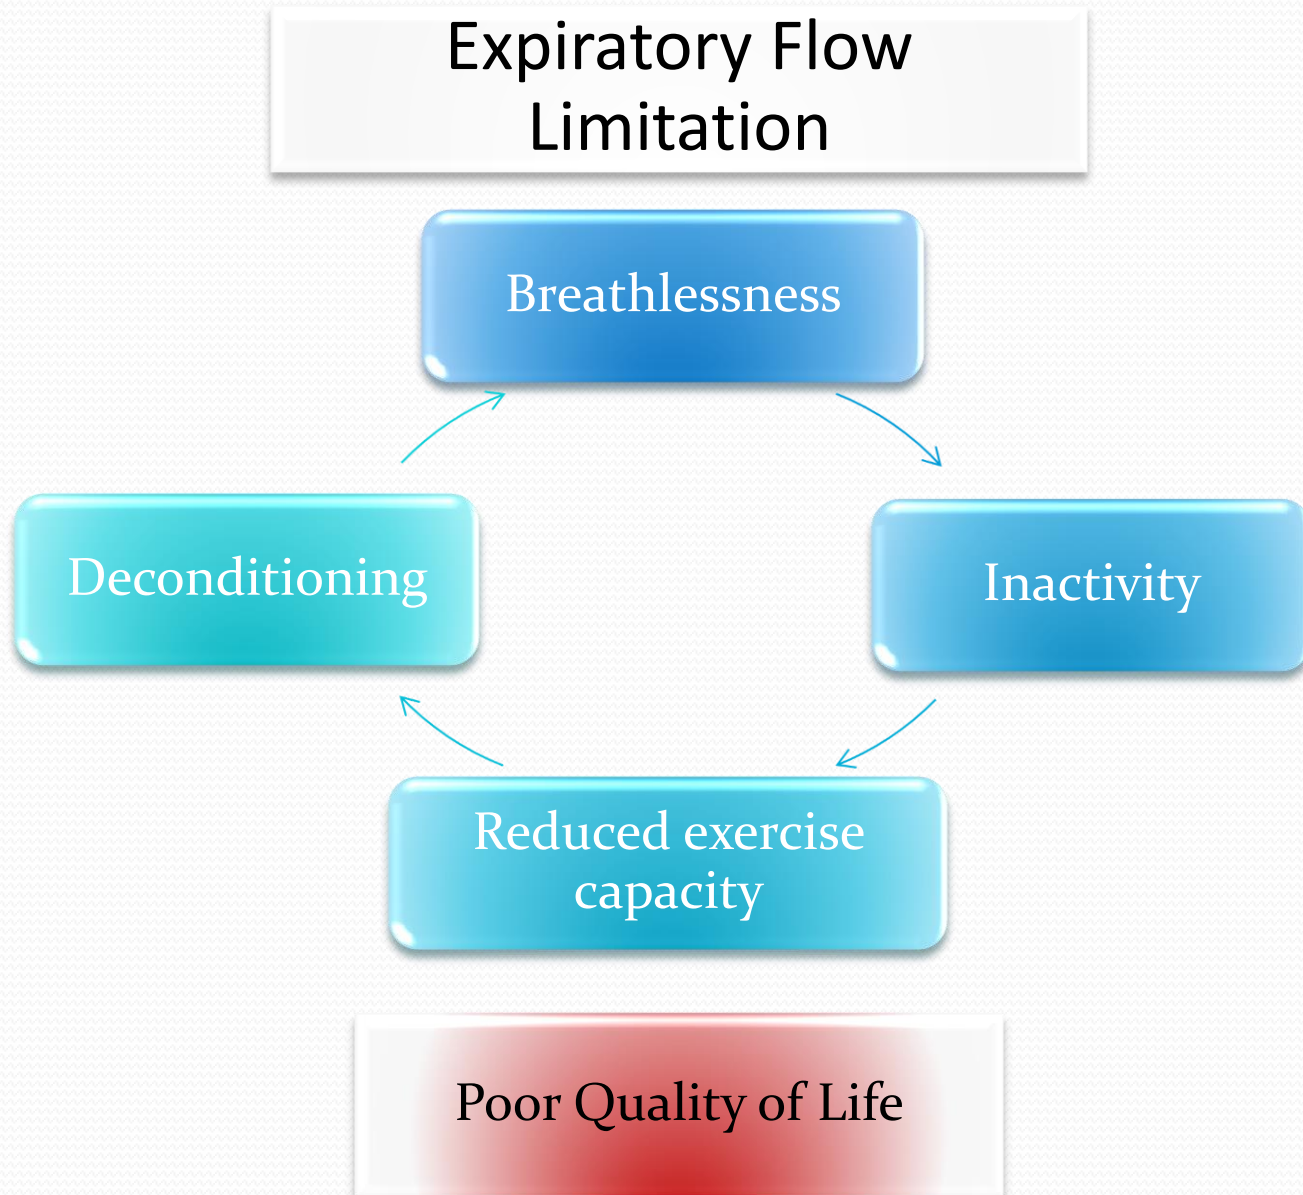 Expiratory Flow
Limitation
Breathlessness
Deconditioning
Inactivity
Reduced exercise
capacity
Poor Quality of Life